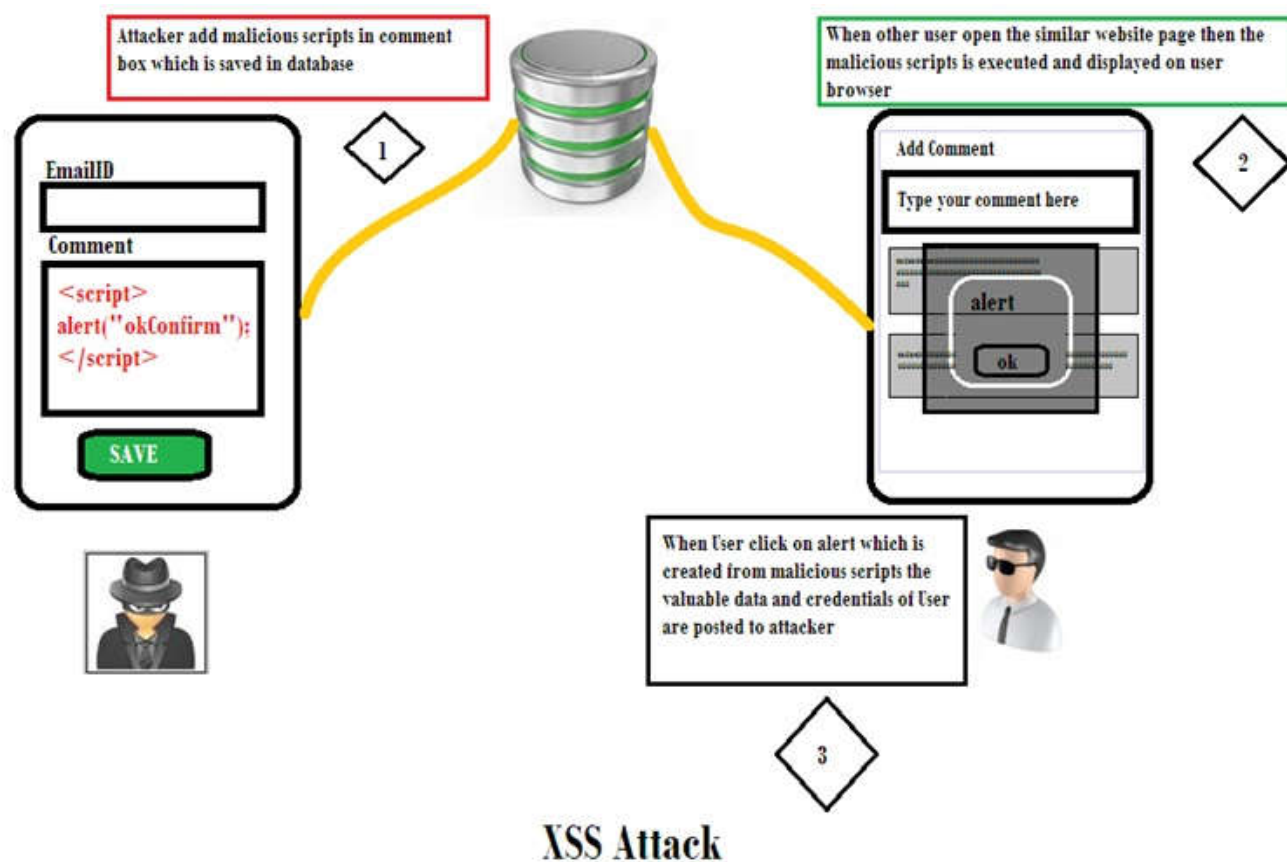 Attacker add malicious scripts in comment
box which is saved in database
1
EmailID
Comment
<script>
alert("okConfirm");
</script>
SAVE
When other user open the similar website page then the
malicious scripts is executed and displayed on user
browser
2
Add Comment
Type your comment here
alert
ok
When User click on alert which is
created from malicious scripts the
valuable data and credentials of User
are posted to attacker
3
XSS Attack